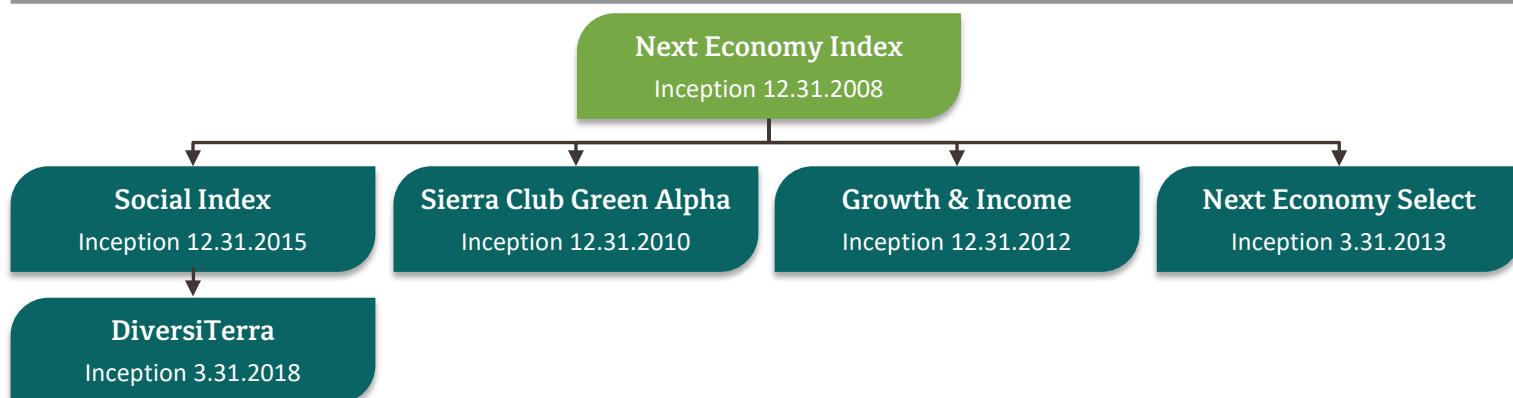 Next Economy Index
Inception 12.31.2008
Social Index
Inception 12.31.2015
Sierra Club Green Alpha
Inception 12.31.2010
Growth & Income
Inception 12.31.2012
Next Economy Select
Inception 3.31.2013
DiversiTerra
Inception 3.31.2018